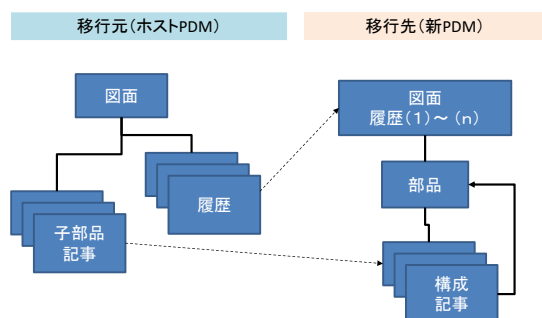 移行元(ホストPDM)
移行先(新PDM)
図面
履歴
子部品
記事
図面
履歴(1)~(n)
部品
構成
記事